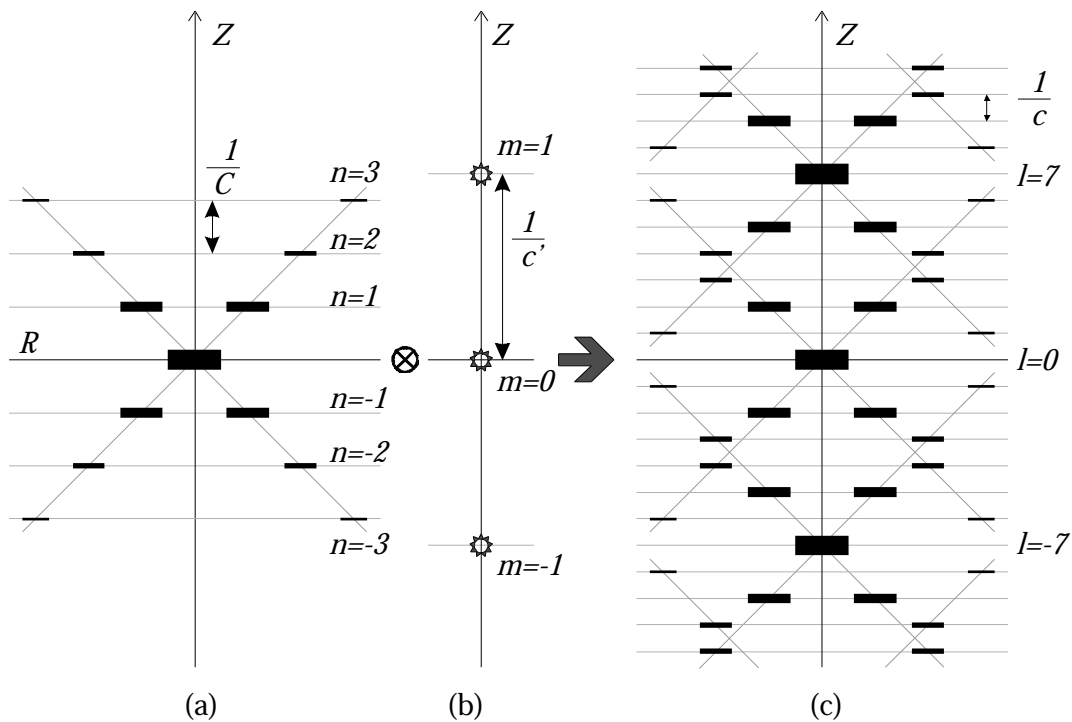 Z
n=3
1
C
n=2
n=1
R
n=-1
n=-2
n=-3
(a)
Z
m=1
1
c'
m=0
m=-1
(b)
Z
1
c
l=7
l=0
l=-7
(c)